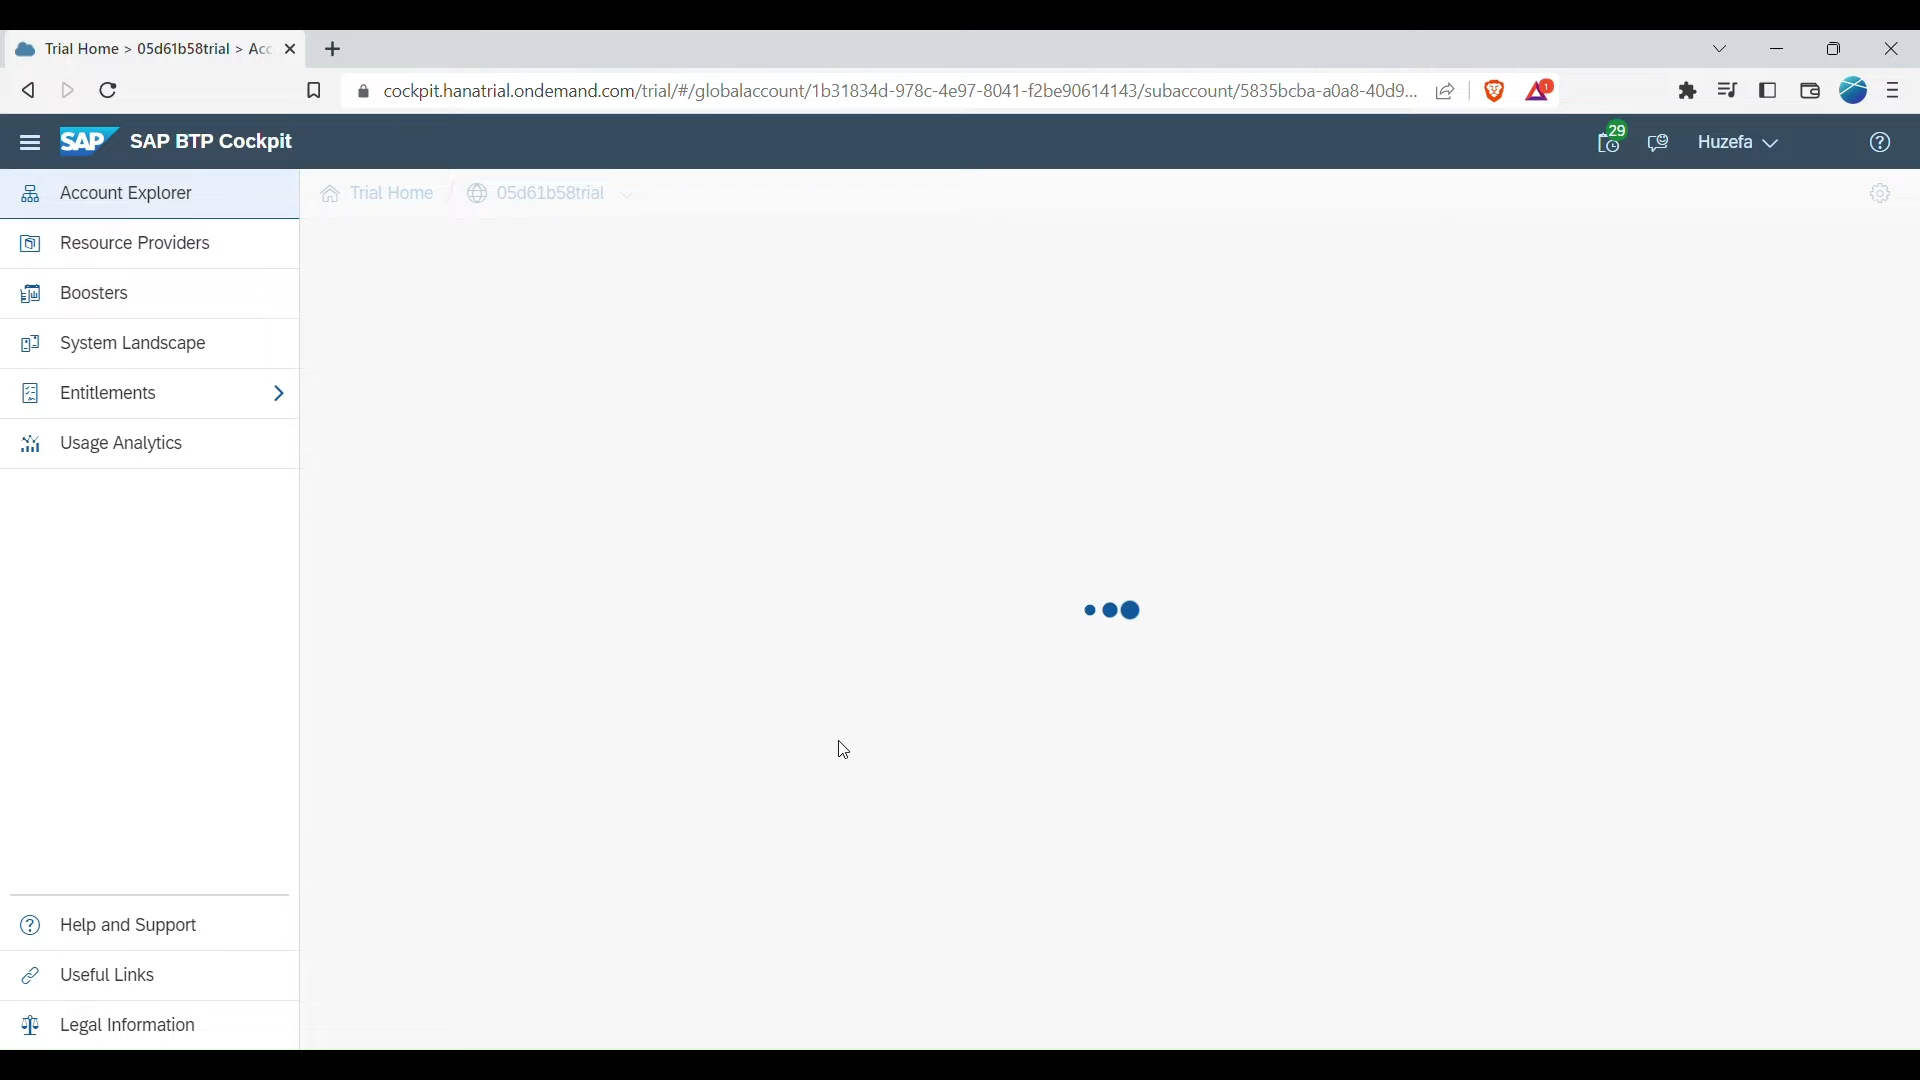 Trial Home > 05d61b58trial > Acc
cockpit.hanatrial.ondemand.com/trial/#/globalaccount/1b31834d-978c-4e97-8041-f2be90614143/subaccount/5835bcba-a0a8-40d9...
1
SAP SAP BTP Cockpit
29
Huzefa
Account Explorer
Trial Home / 05d61b58trial
Resource Providers
Boosters
System Landscape
Entitlements
Usage Analytics
Help and Support
Useful Links
Legal Information